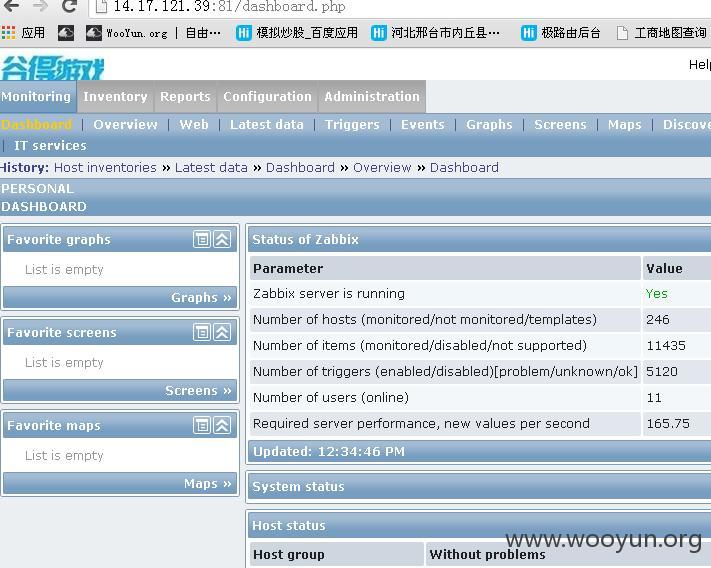 14.17.121.39:81/dashboard.php
应用 WooYun.org | 自由… 模拟炒股_百度应用 河北邢台市内丘县… 极路由后台 工商地图查询
谷得游戏
Help
Monitoring Inventory Reports Configuration Administration
Dashboard | Overview | Web | Latest data | Triggers | Events | Graphs | Screens | Maps | Discove
| IT services
History: Host inventories » Latest data » Dashboard » Overview » Dashboard
PERSONAL
DASHBOARD
Favorite graphs
List is empty
Graphs »
Favorite screens
List is empty
Screens »
Favorite maps
List is empty
Maps »
Status of Zabbix
Parameter Value
Zabbix server is running Yes
Number of hosts (monitored/not monitored/templates) 246
Number of items (monitored/disabled/not supported) 11435
Number of triggers (enabled/disabled)[problem/unknown/ok] 5120
Number of users (online) 11
Required server performance, new values per second 165.75
Updated: 12:34:46 PM
System status
Host status
Host group Without problems
www.wooyun.org